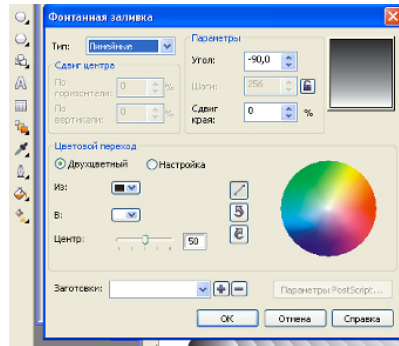 Фонтанная заливка
Тип: Линейные
Сдвиг центра
По горизонтали: 0 %
По вертикали: 0 %
Параметры
Угол: -90,0
Шаги: 256
Сдвиг края: 0 %
Цветовой переход
Двухцветный Настройка
Из:
В:
Центр: 50
Заготовки:
Параметры PostScript...
ОК Отмена Справка